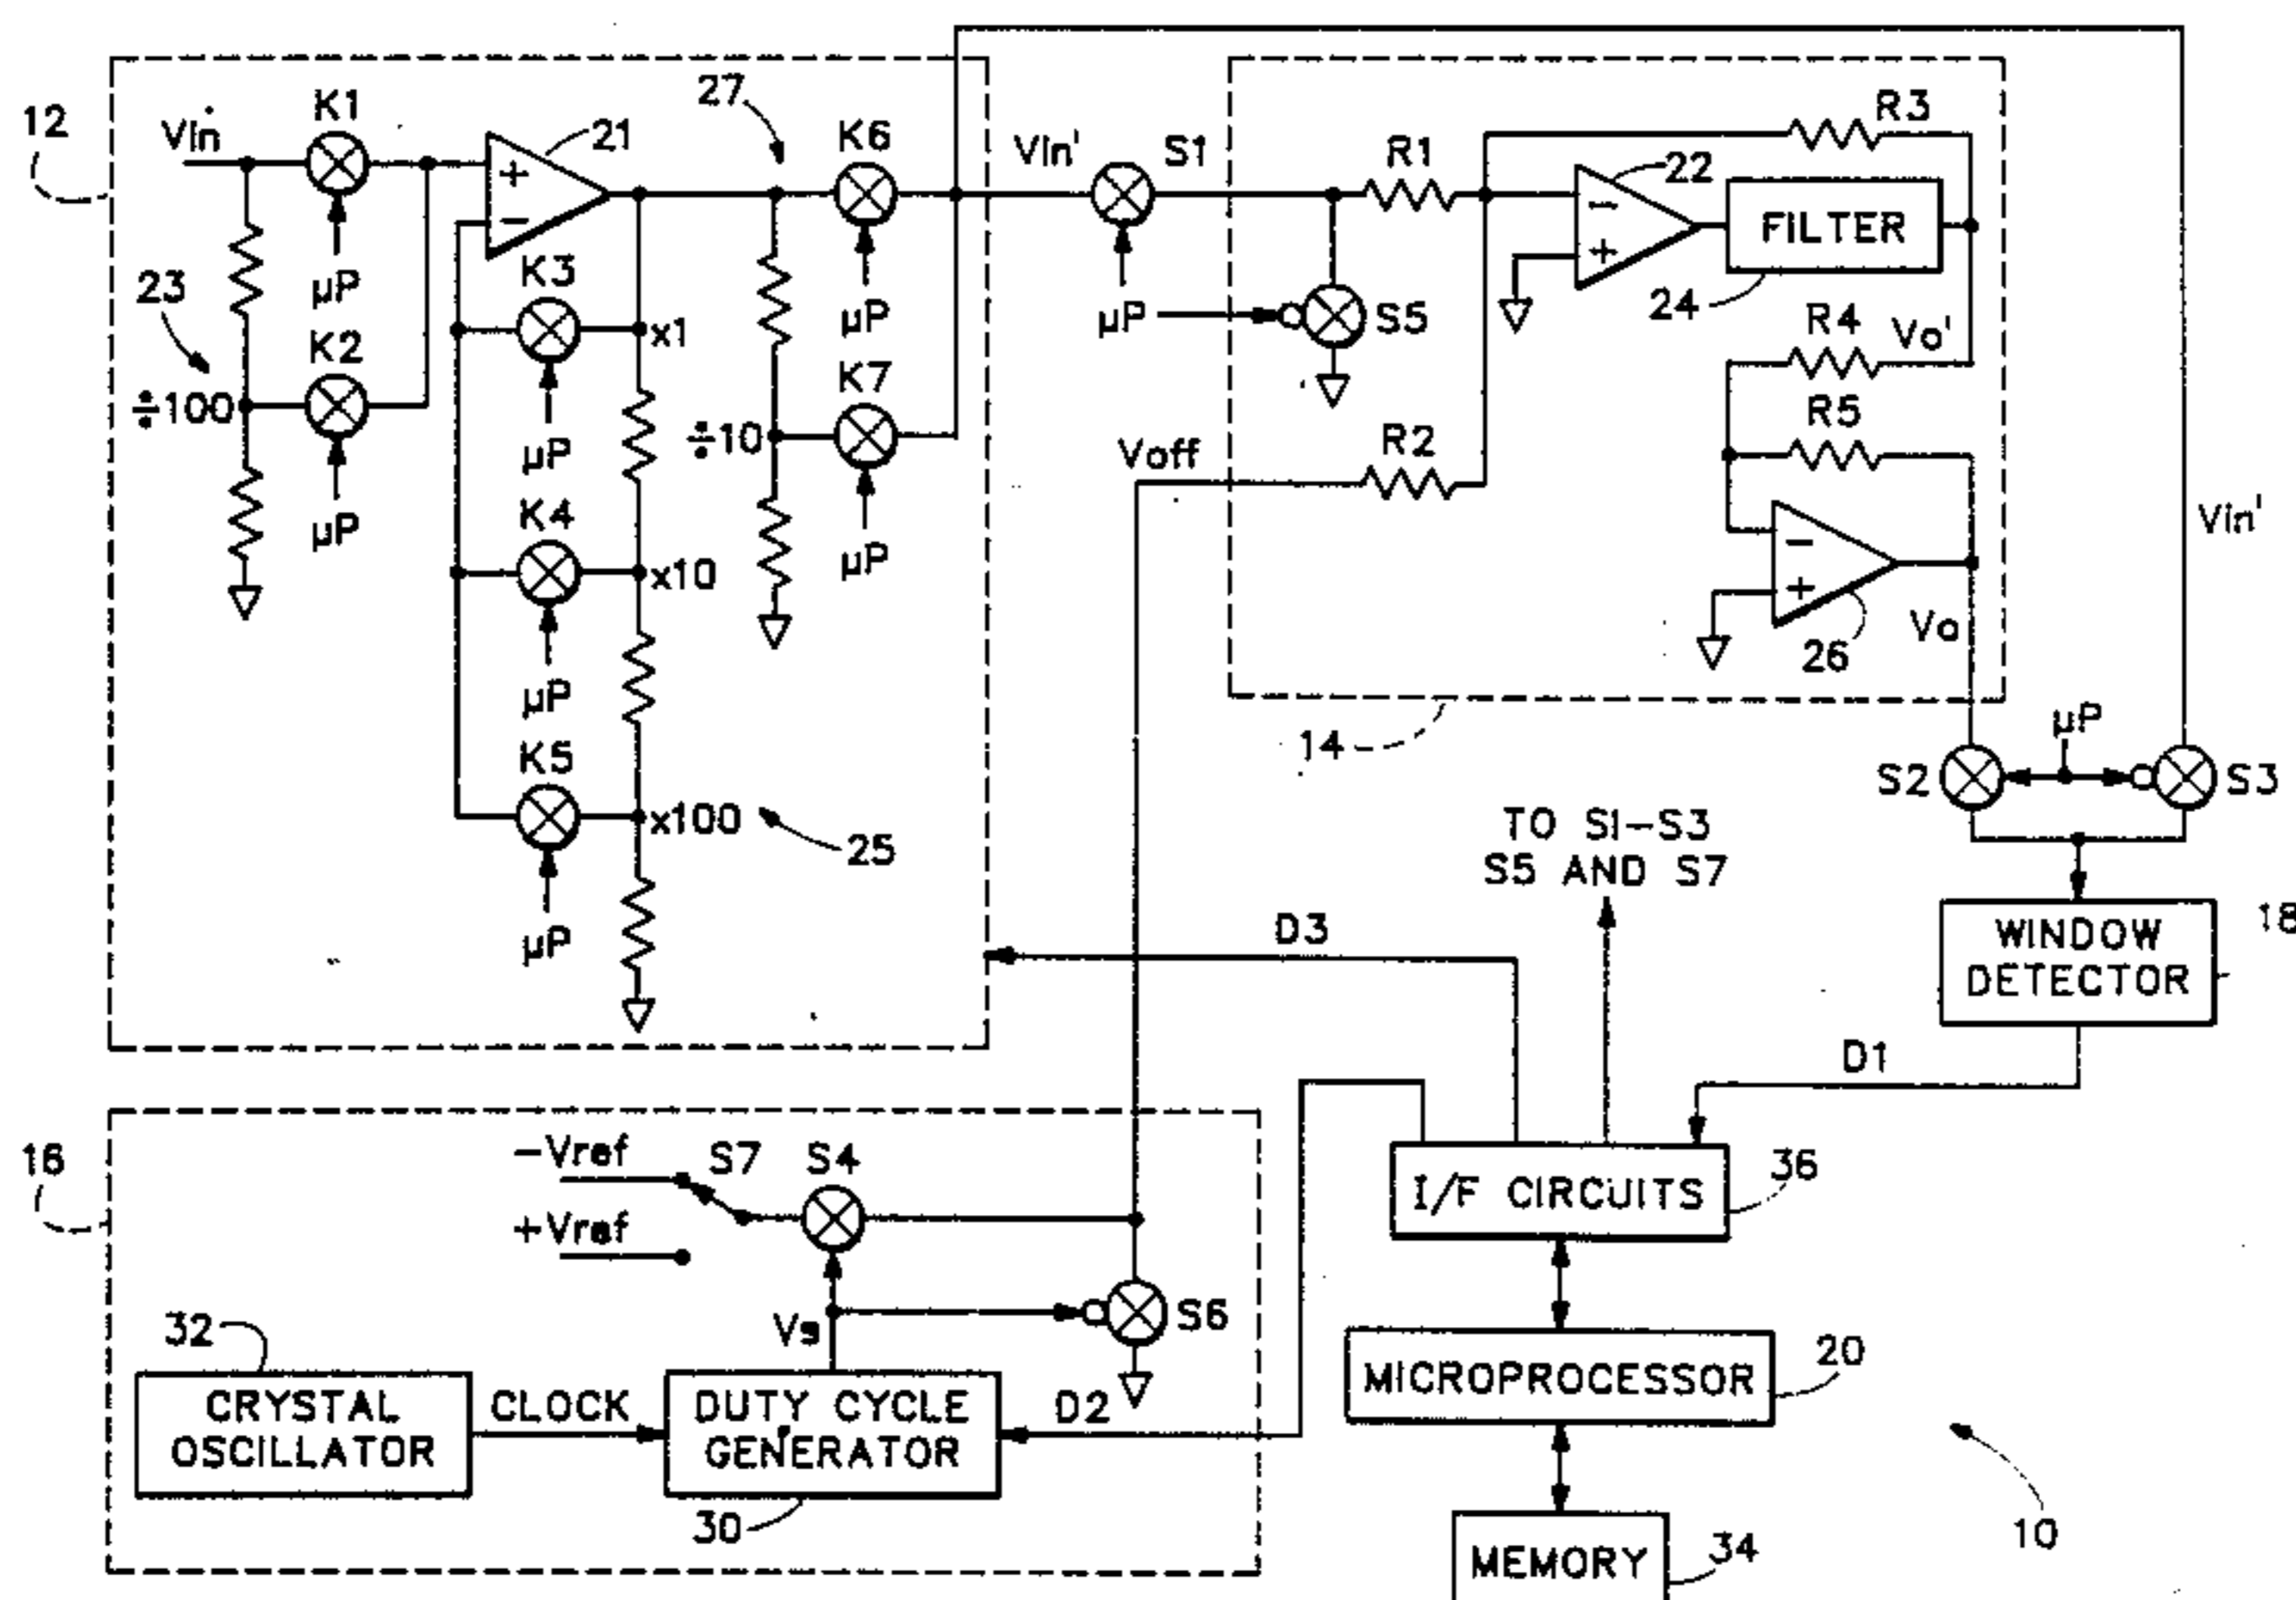 12
Vin
K1
μP
23
÷100
K2
μP
21
+
−
K3
μP
x1
K4
μP
x10
K5
μP
x100
25
27
K6
μP
÷10
K7
μP
Vin'
S1
μP
S5
R1
R2
Voff
R3
22
−
+
FILTER
24
R4
Vo'
R5
−
+
26
Vo
14
Vin'
S2
μP
S3
WINDOW
DETECTOR
18
TO S1-S3
S5 AND S7
D3
D1
16
-Vref
+Vref
S7
S4
Vs
S6
32
CRYSTAL
OSCILLATOR
CLOCK
DUTY CYCLE
GENERATOR
30
D2
I/F CIRCUITS
36
MICROPROCESSOR
20
MEMORY
34
10